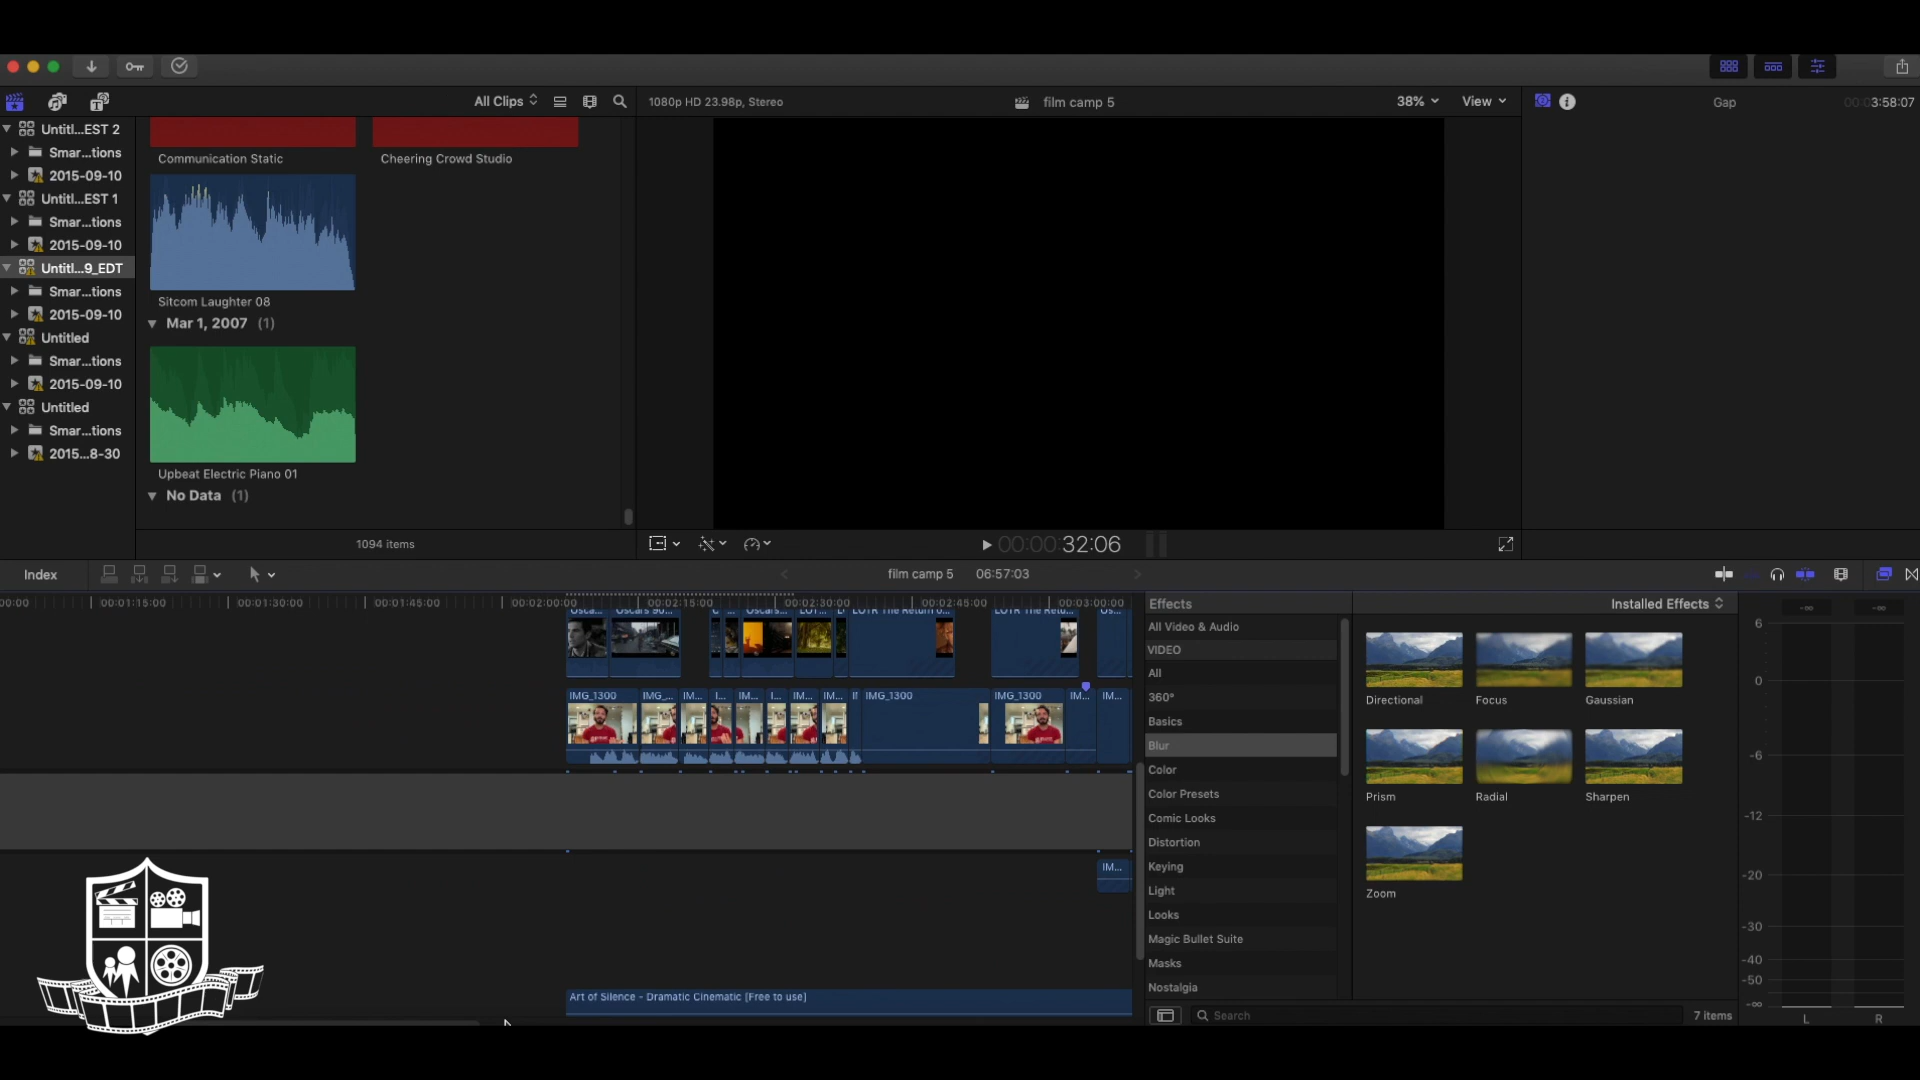 All Clips
1080p HD 23.98p, Stereo
film camp 5
38%
View
Gap
00:03:58:07
Untitl...EST 2
Smar...tions
2015-09-10
Untitl...EST 1
Smar...tions
2015-09-10
Untitl...9_EDT
Smar...tions
2015-09-10
Untitled
Smar...tions
2015-09-10
Untitled
Smar...tions
2015...8-30
Communication Static
Cheering Crowd Studio
Sitcom Laughter 08
Mar 1, 2007 (1)
Upbeat Electric Piano 01
No Data (1)
1094 items
00:00:32:06
Index
film camp 5
06:57:03
00:00
00:01:15:00
00:01:30:00
00:01:45:00
00:02:00:00
00:02:15:00
00:02:30:00
00:02:45:00
00:03:00:00
IMG_1300
IMG_...
IM...
I...
IM...
I...
IM...
IM...
IMG_1300
IMG_1300
IM...
IM...
IM...
Art of Silence - Dramatic Cinematic [Free to use]
Effects
Installed Effects
All Video & Audio
VIDEO
All
360°
Basics
Blur
Color
Color Presets
Comic Looks
Distortion
Keying
Light
Looks
Magic Bullet Suite
Masks
Nostalgia
Directional
Focus
Gaussian
Prism
Radial
Sharpen
Zoom
Search
7 items
-∞
-∞
6
0
-6
-12
-20
-30
-40
-50
-∞
L
R